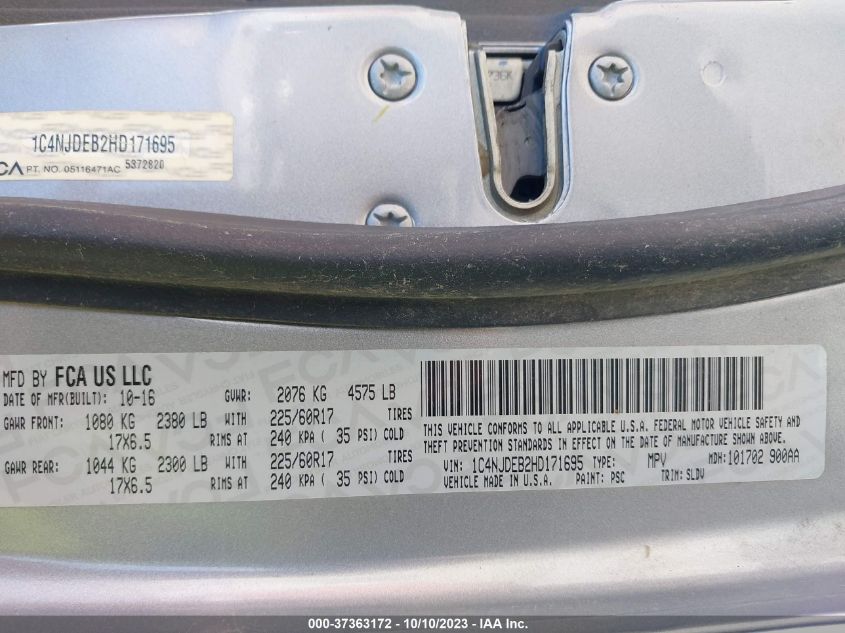 736K
1C4NJDEB2HD171695
CA PT. NO. 05116471AC 5372820
MFD BY FCA US LLC
DATE OF MFR(BUILT): 10-16 GVWR: 2076 KG 4575 LB
GAWR FRONT: 1080 KG 2380 LB WITH 225/60R17 TIRES
17X6.5 RIMS AT 240 KPA ( 35 PSI) COLD
GAWR REAR: 1044 KG 2300 LB WITH 225/60R17 TIRES
17X6.5 RIMS AT 240 KPA ( 35 PSI) COLD
THIS VEHICLE CONFORMS TO ALL APPLICABLE U.S.A. FEDERAL MOTOR VEHICLE SAFETY AND
THEFT PREVENTION STANDARDS IN EFFECT ON THE DATE OF MANUFACTURE SHOWN ABOVE.
VIN: 1C4NJDEB2HD171695 TYPE: MPV MDH: 101702 900AA
VEHICLE MADE IN U.S.A. PAINT: PSC TRIM: SLDV
000-37363172 - 10/10/2023 - IAA Inc.